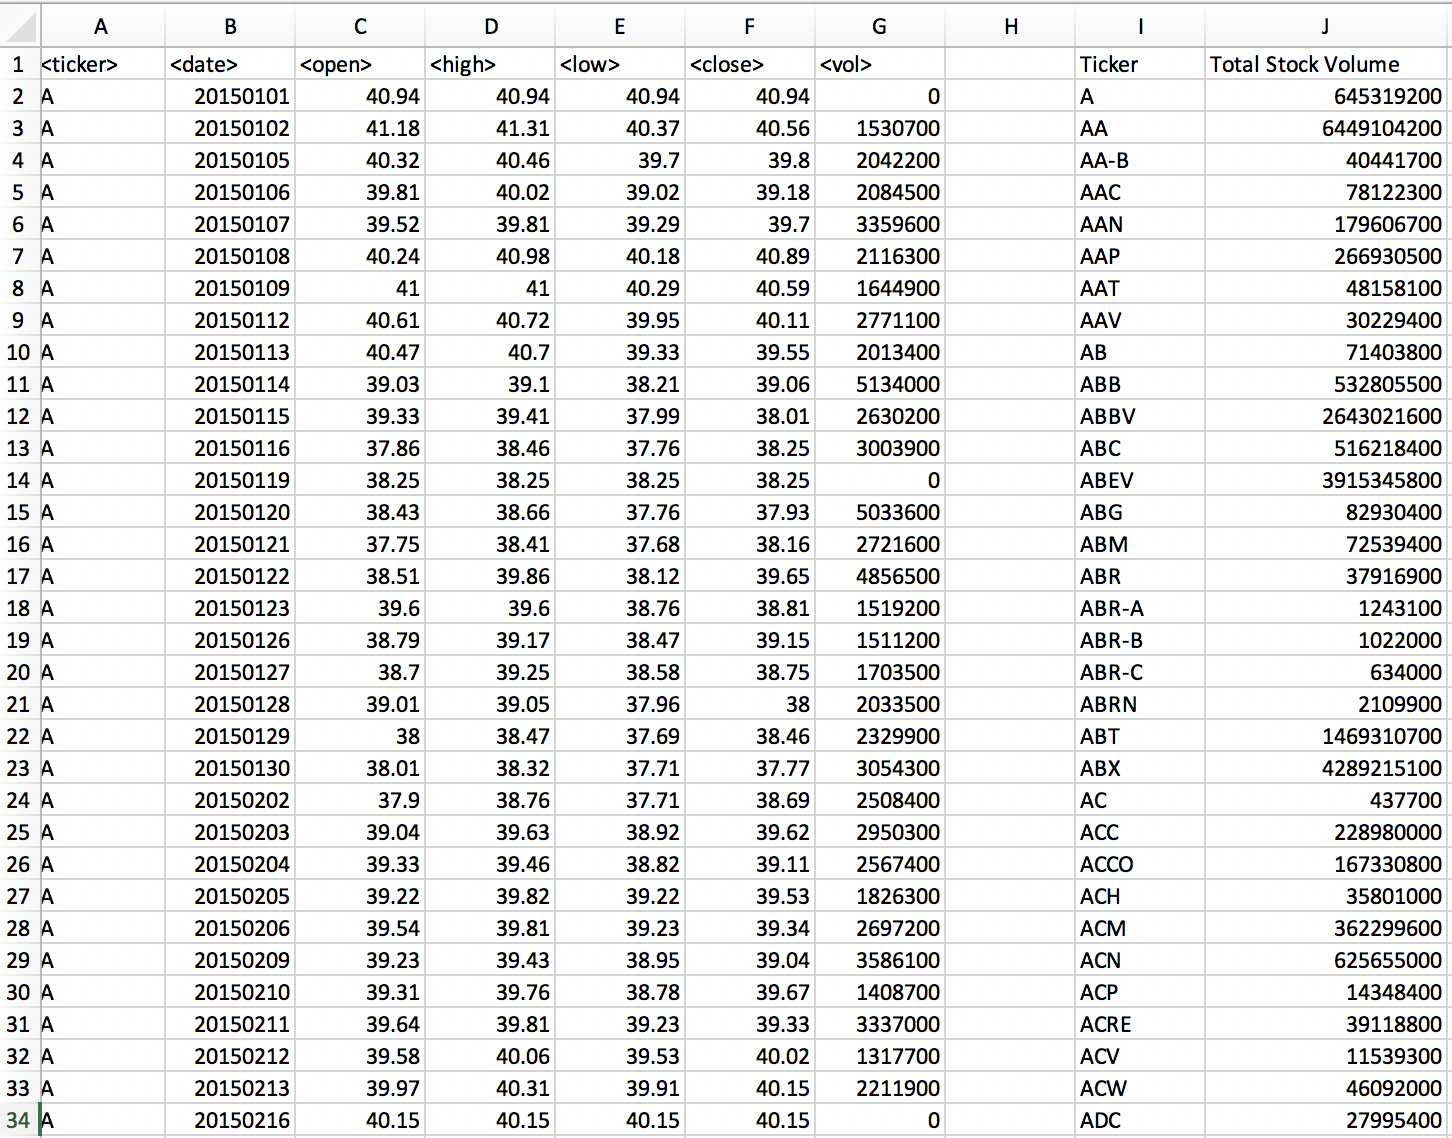 A B C D E F G H I J
1 <ticker> <date> <open> <high> <low> <close> <vol> Ticker Total Stock Volume
2 A 20150101 40.94 40.94 40.94 40.94 0 A 645319200
3 A 20150102 41.18 41.31 40.37 40.56 1530700 AA 6449104200
4 A 20150105 40.32 40.46 39.7 39.8 2042200 AA-B 40441700
5 A 20150106 39.81 40.02 39.02 39.18 2084500 AAC 78122300
6 A 20150107 39.52 39.81 39.29 39.7 3359600 AAN 179606700
7 A 20150108 40.24 40.98 40.18 40.89 2116300 AAP 266930500
8 A 20150109 41 41 40.29 40.59 1644900 AAT 48158100
9 A 20150112 40.61 40.72 39.95 40.11 2771100 AAV 30229400
10 A 20150113 40.47 40.7 39.33 39.55 2013400 AB 71403800
11 A 20150114 39.03 39.1 38.21 39.06 5134000 ABB 532805500
12 A 20150115 39.33 39.41 37.99 38.01 2630200 ABBV 2643021600
13 A 20150116 37.86 38.46 37.76 38.25 3003900 ABC 516218400
14 A 20150119 38.25 38.25 38.25 38.25 0 ABEV 3915345800
15 A 20150120 38.43 38.66 37.76 37.93 5033600 ABG 82930400
16 A 20150121 37.75 38.41 37.68 38.16 2721600 ABM 72539400
17 A 20150122 38.51 39.86 38.12 39.65 4856500 ABR 37916900
18 A 20150123 39.6 39.6 38.76 38.81 1519200 ABR-A 1243100
19 A 20150126 38.79 39.17 38.47 39.15 1511200 ABR-B 1022000
20 A 20150127 38.7 39.25 38.58 38.75 1703500 ABR-C 634000
21 A 20150128 39.01 39.05 37.96 38 2033500 ABRN 2109900
22 A 20150129 38 38.47 37.69 38.46 2329900 ABT 1469310700
23 A 20150130 38.01 38.32 37.71 37.77 3054300 ABX 4289215100
24 A 20150202 37.9 38.76 37.71 38.69 2508400 AC 437700
25 A 20150203 39.04 39.63 38.92 39.62 2950300 ACC 228980000
26 A 20150204 39.33 39.46 38.82 39.11 2567400 ACCO 167330800
27 A 20150205 39.22 39.82 39.22 39.53 1826300 ACH 35801000
28 A 20150206 39.54 39.81 39.23 39.34 2697200 ACM 362299600
29 A 20150209 39.23 39.43 38.95 39.04 3586100 ACN 625655000
30 A 20150210 39.31 39.76 38.78 39.67 1408700 ACP 14348400
31 A 20150211 39.64 39.81 39.23 39.33 3337000 ACRE 39118800
32 A 20150212 39.58 40.06 39.53 40.02 1317700 ACV 11539300
33 A 20150213 39.97 40.31 39.91 40.15 2211900 ACW 46092000
34 A 20150216 40.15 40.15 40.15 40.15 0 ADC 27995400